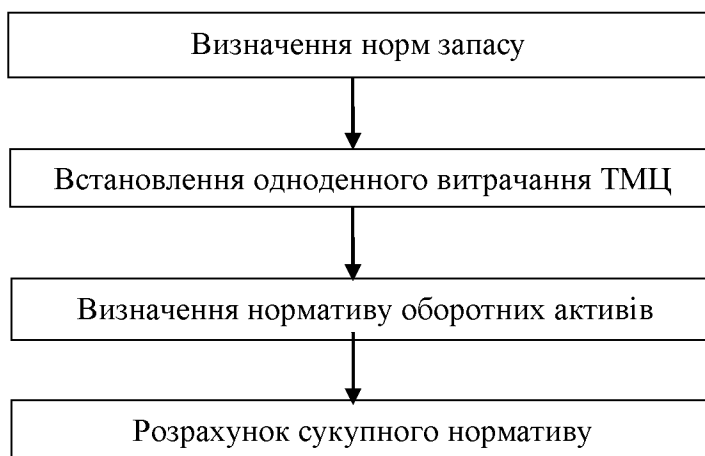 Визначення норм запасу
Встановлення одноденного витрачання ТМЦ
Визначення нормативу оборотних активів
Розрахунок сукупного нормативу